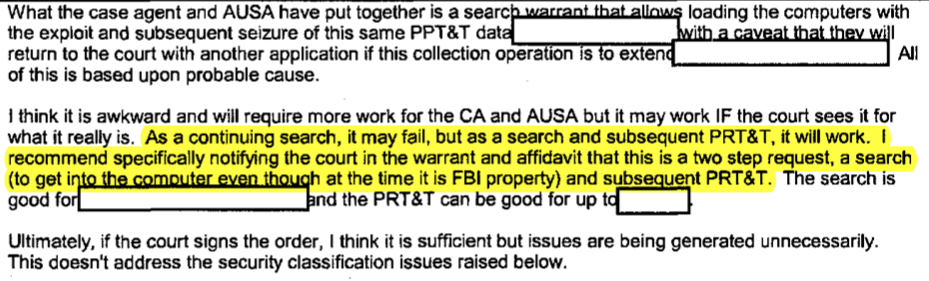 What the case agent and AUSA have put together is a search warrant that allows loading the computers with
the exploit and subsequent seizure of this same PPT&T data with a caveat that they will
return to the court with another application if this collection operation is to extend All
of this is based upon probable cause.
I think it is awkward and will require more work for the CA and AUSA but it may work IF the court sees it for
what it really is. As a continuing search, it may fail, but as a search and subsequent PRT&T, it will work. I
recommend specifically notifying the court in the warrant and affidavit that this is a two step request, a search
(to get into the computer even though at the time it is FBI property) and subsequent PRT&T. The search is
good for and the PRT&T can be good for up to
Ultimately, if the court signs the order, I think it is sufficient but issues are being generated unnecessarily.
This doesn't address the security classification issues raised below.